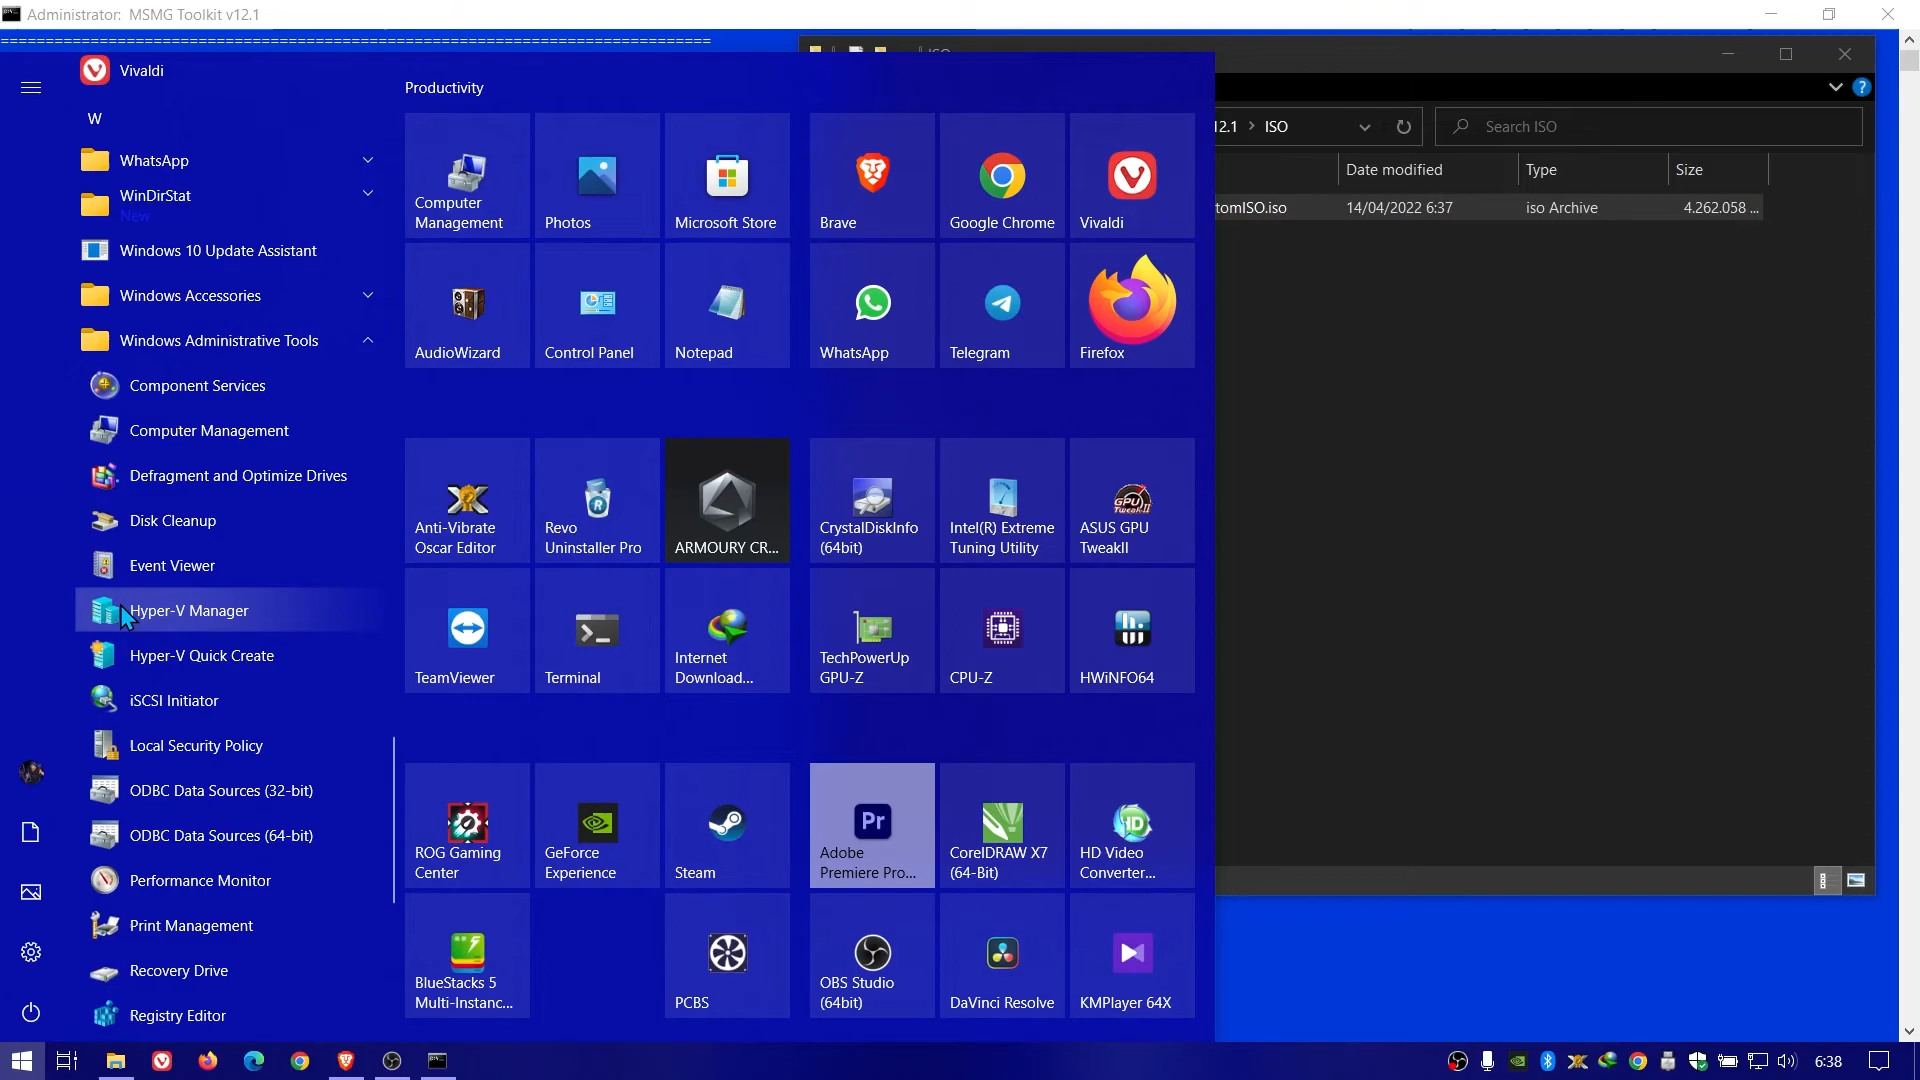 Administrator:  MSMG Toolkit v12.1
ISO
12.1 > ISO
Search ISO
Date modified
Type
Size
tomISO.iso
14/04/2022 6:37
iso Archive
4.262.058 ...
Vivaldi
W
WhatsApp
WinDirStat
New
Windows 10 Update Assistant
Windows Accessories
Windows Administrative Tools
Component Services
Computer Management
Defragment and Optimize Drives
Disk Cleanup
Event Viewer
Hyper-V Manager
Hyper-V Quick Create
iSCSI Initiator
Local Security Policy
ODBC Data Sources (32-bit)
ODBC Data Sources (64-bit)
Performance Monitor
Print Management
Recovery Drive
Registry Editor
Productivity
Computer
Management
Photos
Microsoft Store
Brave
Google Chrome
Vivaldi
AudioWizard
Control Panel
Notepad
WhatsApp
Telegram
Firefox
Anti-Vibrate
Oscar Editor
Revo
Uninstaller Pro
ARMOURY CR...
CrystalDiskInfo
(64bit)
Intel(R) Extreme
Tuning Utility
ASUS GPU
TweakII
TeamViewer
Terminal
Internet
Download...
TechPowerUp
GPU-Z
CPU-Z
HWiNFO64
ROG Gaming
Center
GeForce
Experience
Steam
Pr
Adobe
Premiere Pro...
CorelDRAW X7
(64-Bit)
HD
HD Video
Converter...
BlueStacks 5
Multi-Instanc...
PCBS
OBS Studio
(64bit)
DaVinci Resolve
KMPlayer 64X
6:38